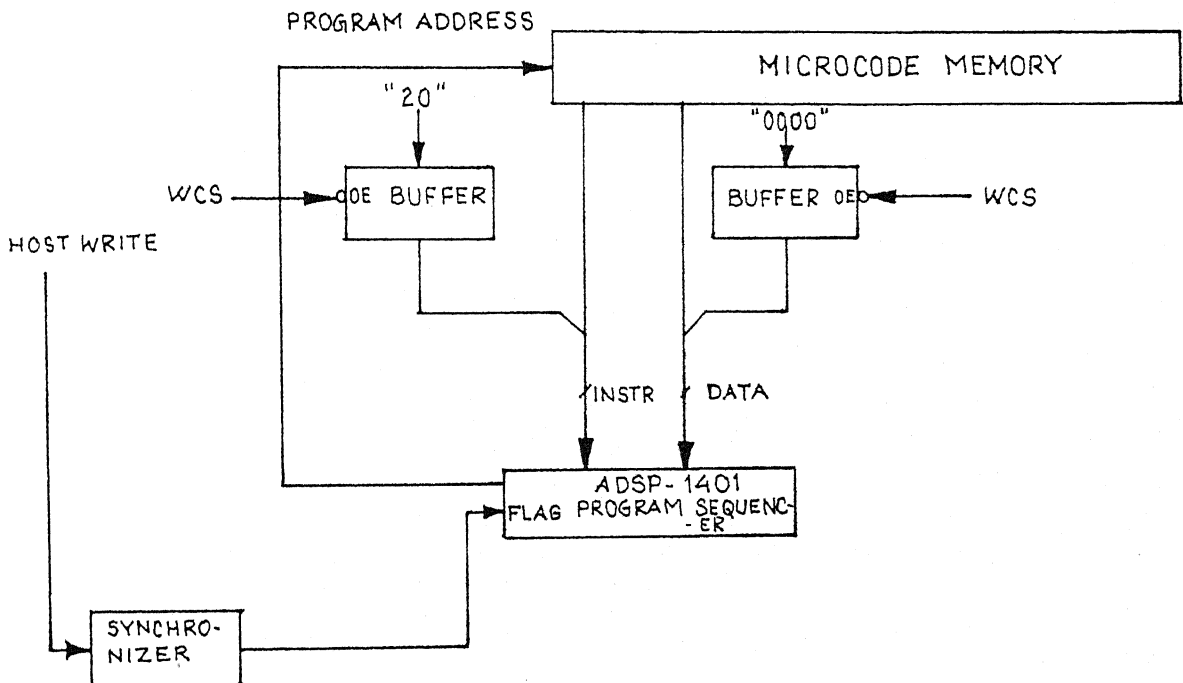 PROGRAM ADDRESS
MICROCODE MEMORY
"20"
"0000"
WCS
OE BUFFER
BUFFER OE
WCS
HOST WRITE
INSTR
DATA
ADSP-1401
FLAG PROGRAM SEQUENC-
-ER
SYNCHRO-
NIZER